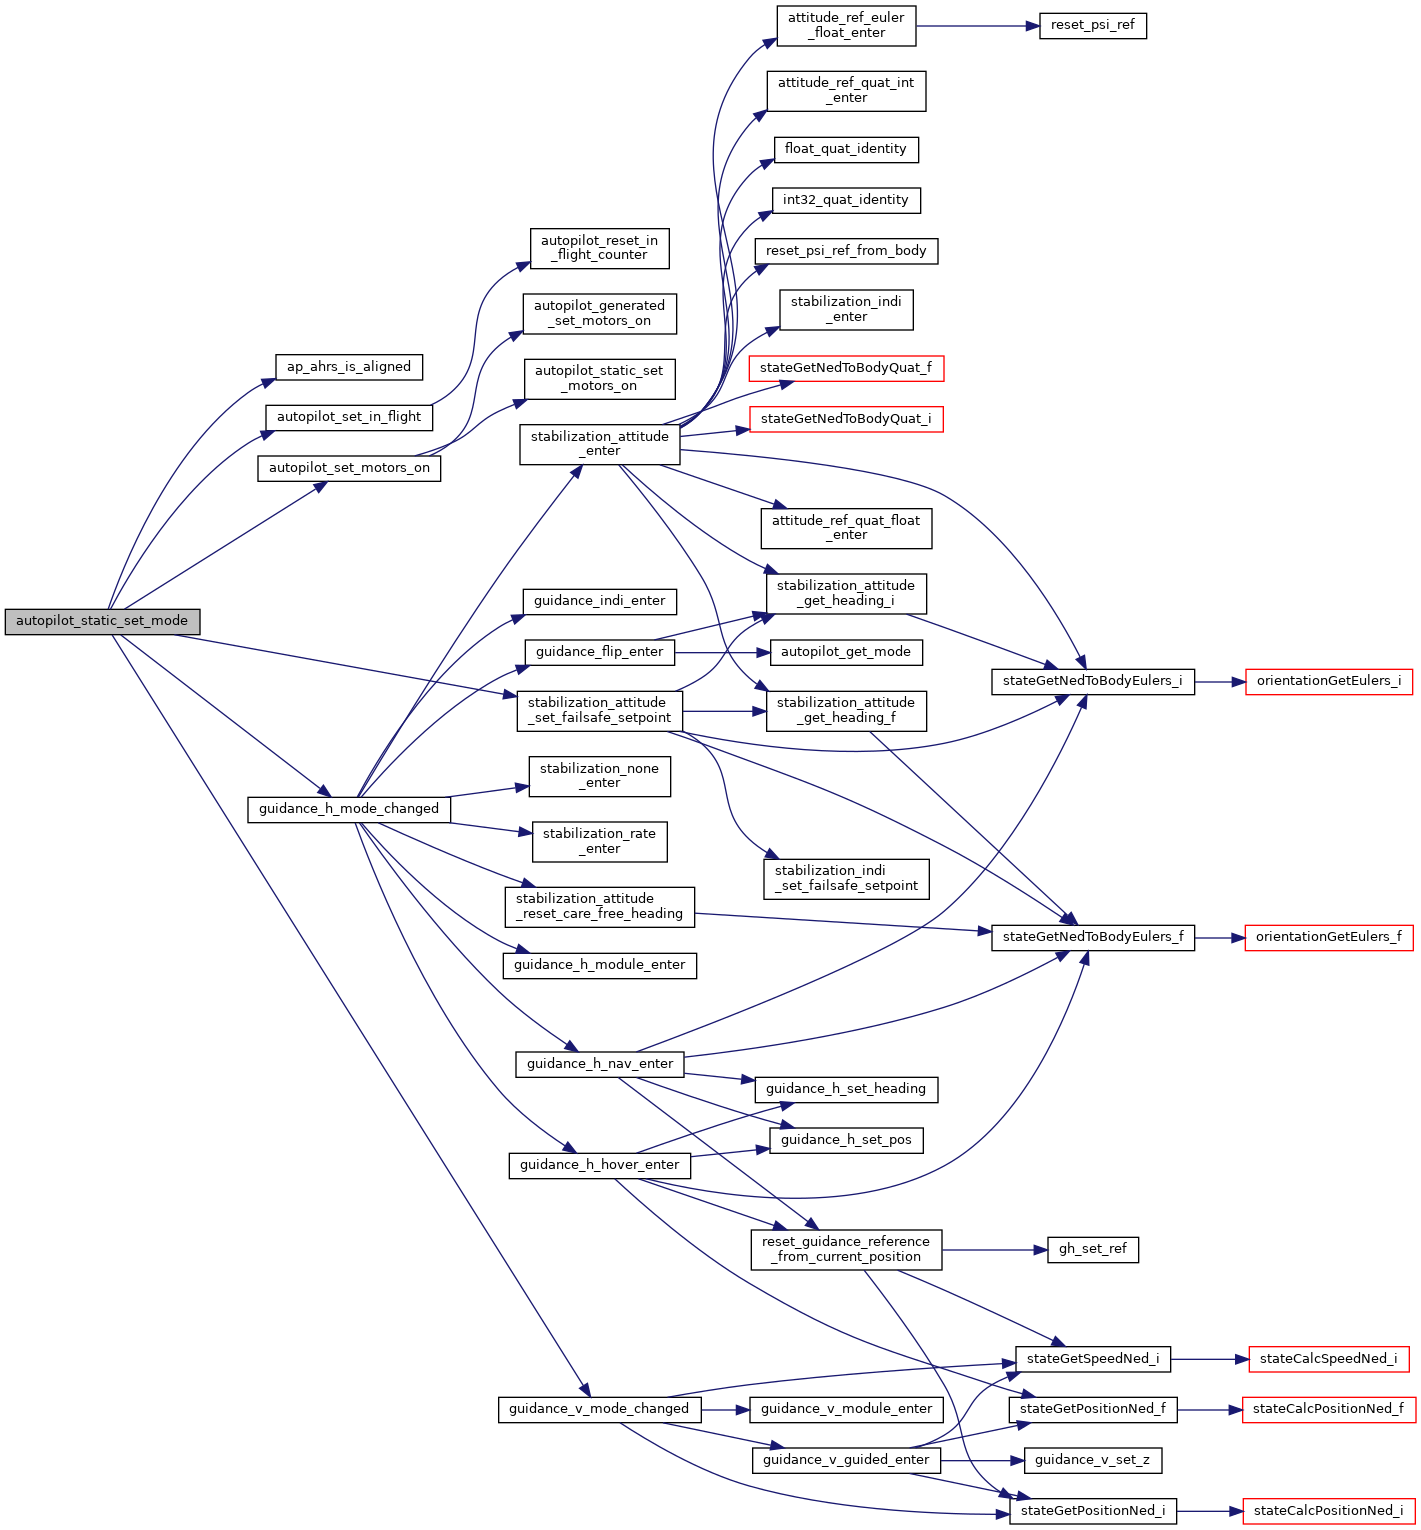 autopilot_static_set_mode
ap_ahrs_is_aligned
autopilot_set_in_flight
autopilot_set_motors_on
guidance_h_mode_changed
autopilot_reset_in
_flight_counter
autopilot_generated
_set_motors_on
autopilot_static_set
_motors_on
stabilization_attitude
_enter
guidance_indi_enter
guidance_flip_enter
stabilization_attitude
_set_failsafe_setpoint
stabilization_none
_enter
stabilization_rate
_enter
stabilization_attitude
_reset_care_free_heading
guidance_h_module_enter
guidance_h_nav_enter
guidance_h_hover_enter
guidance_v_mode_changed
attitude_ref_euler
_float_enter
attitude_ref_quat_int
_enter
float_quat_identity
int32_quat_identity
reset_psi_ref_from_body
stabilization_indi
_enter
stateGetNedToBodyQuat_f
stateGetNedToBodyQuat_i
attitude_ref_quat_float
_enter
stabilization_attitude
_get_heading_i
autopilot_get_mode
stabilization_attitude
_get_heading_f
stabilization_indi
_set_failsafe_setpoint
guidance_h_set_heading
guidance_h_set_pos
reset_guidance_reference
_from_current_position
guidance_v_module_enter
guidance_v_guided_enter
reset_psi_ref
stateGetNedToBodyEulers_i
stateGetNedToBodyEulers_f
gh_set_ref
stateGetSpeedNed_i
stateGetPositionNed_f
guidance_v_set_z
stateGetPositionNed_i
orientationGetEulers_i
orientationGetEulers_f
stateCalcSpeedNed_i
stateCalcPositionNed_f
stateCalcPositionNed_i